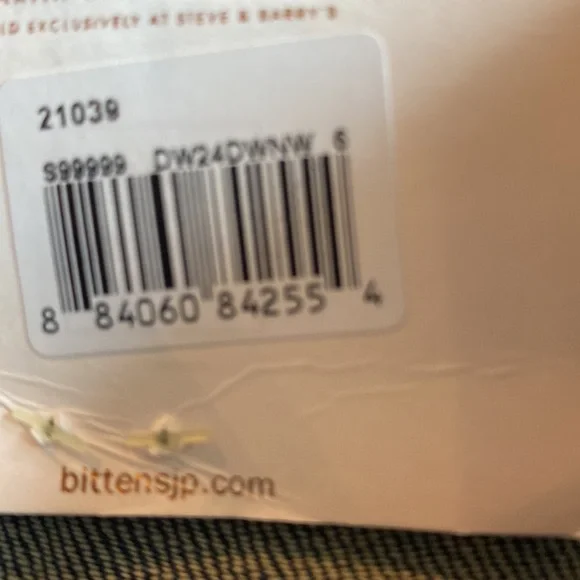 D EXCLUSIVELY AT STEVE & BARRY'S
21039
S99999 DW24DWNW 6
8 84060 84255 4
bittensjp.com